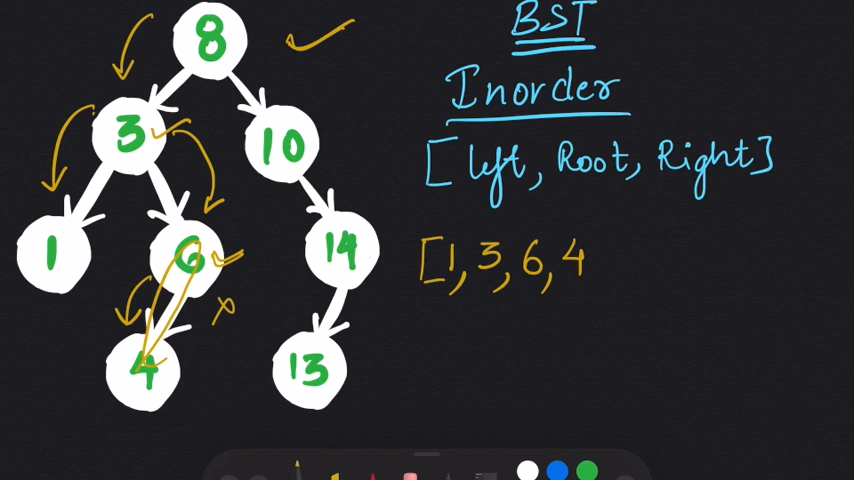 BST
Inorder
[left, Root, Right]
[1, 3, 6, 4
8
3
10
1
6
14
4
13